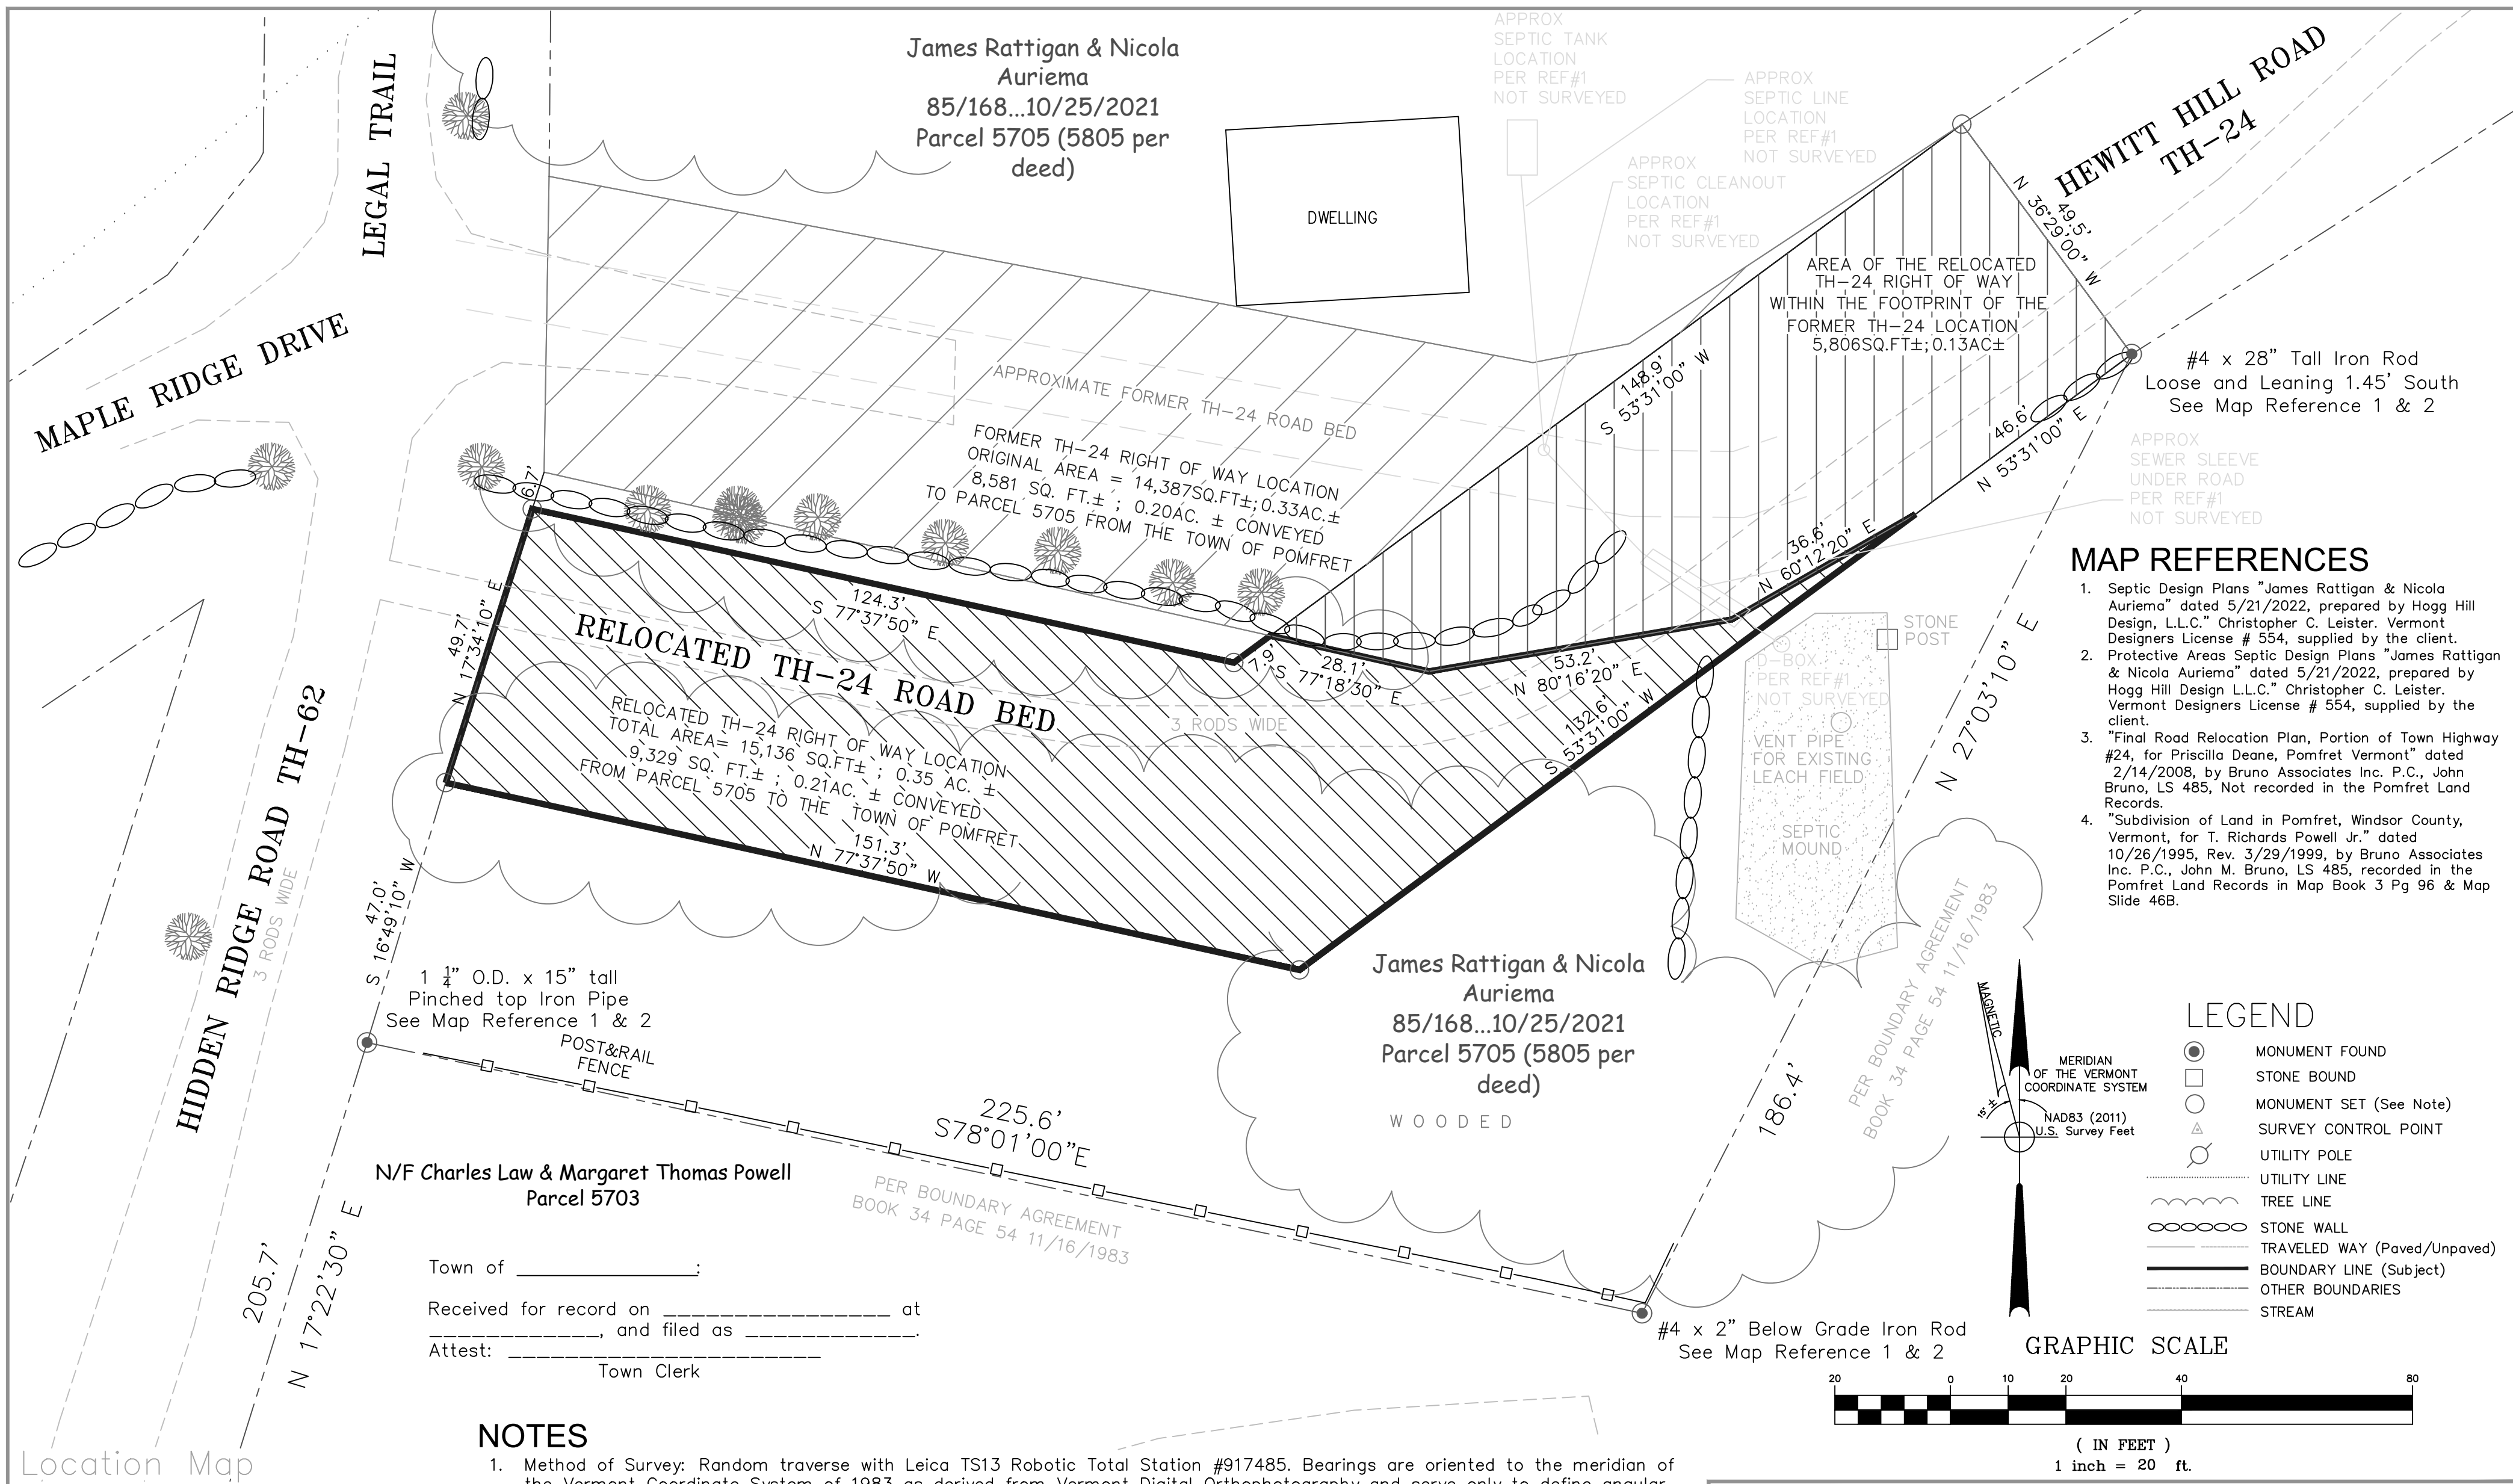 James Rattigan & Nicola
Auriema
85/168...10/25/2021
Parcel 5705 (5805 per
deed)
APPROX
SEPTIC TANK
LOCATION
PER REF#1
NOT SURVEYED
APPROX
SEPTIC LINE
LOCATION
PER REF#1
NOT SURVEYED
APPROX
SEPTIC CLEANOUT
LOCATION
PER REF#1
NOT SURVEYED
HEWITT HILL ROAD
TH-24
LEGAL TRAIL
MAPLE RIDGE DRIVE
DWELLING
49.5'
N 36°29'00" W
AREA OF THE RELOCATED
TH-24 RIGHT OF WAY
WITHIN THE FOOTPRINT OF THE
FORMER TH-24 LOCATION
5,806SQ.FT±;0.13AC±
148.9'
S 53°31'00" W
46.6'
N 53°31'00" E
#4 x 28" Tall Iron Rod
Loose and Leaning 1.45' South
See Map Reference 1 & 2
APPROX
SEWER SLEEVE
UNDER ROAD
PER REF#1
NOT SURVEYED
APPROXIMATE FORMER TH-24 ROAD BED
FORMER TH-24 RIGHT OF WAY LOCATION
ORIGINAL AREA = 14,387SQ.FT±;0.33AC.±
8,581 SQ. FT.± ; 0.20AC. ± CONVEYED
TO PARCEL 5705 FROM THE TOWN OF POMFRET
6.7'
49.7'
N 17°34'10" E
124.3'
S 77°37'50" E
7.9'
28.1'
S 77°18'30" E
53.2'
N 80°16'20" E
36.6'
N 60°12'20" E
132.6'
S 53°31'00" W
RELOCATED TH-24 ROAD BED
RELOCATED TH-24 RIGHT OF WAY LOCATION
TOTAL AREA= 15,136 SQ.FT± ; 0.35 AC. ±
9,329 SQ. FT.± ; 0.21AC. ± CONVEYED
FROM PARCEL 5705 TO THE TOWN OF POMFRET
151.3'
N 77°37'50" W
3 RODS WIDE
D-BOX
PER REF#1
NOT SURVEYED
STONE
POST
VENT PIPE
FOR EXISTING
LEACH FIELD
SEPTIC
MOUND
N 27°03'10" E
186.4'
PER BOUNDARY AGREEMENT
BOOK 34 PAGE 54 11/16/1983
HIDDEN RIDGE ROAD TH-62
3 RODS WIDE
47.0'
S 16°49'10" W
1 1/4" O.D. x 15" tall
Pinched top Iron Pipe
See Map Reference 1 & 2
POST&RAIL
FENCE
James Rattigan & Nicola
Auriema
85/168...10/25/2021
Parcel 5705 (5805 per
deed)
WOODED
225.6'
S78°01'00"E
PER BOUNDARY AGREEMENT
BOOK 34 PAGE 54 11/16/1983
N/F Charles Law & Margaret Thomas Powell
Parcel 5703
205.7'
N 17°22'30" E
Town of ________________:
Received for record on ________________ at
____________, and filed as ____________.
Attest: ______________________
Town Clerk
#4 x 2" Below Grade Iron Rod
See Map Reference 1 & 2
MAP REFERENCES
1. Septic Design Plans "James Rattigan & Nicola
Auriema" dated 5/21/2022, prepared by Hogg Hill
Design, L.L.C." Christopher C. Leister. Vermont
Designers License # 554, supplied by the client.
2. Protective Areas Septic Design Plans "James Rattigan
& Nicola Auriema" dated 5/21/2022, prepared by
Hogg Hill Design L.L.C." Christopher C. Leister.
Vermont Designers License # 554, supplied by the
client.
3. "Final Road Relocation Plan, Portion of Town Highway
#24, for Priscilla Deane, Pomfret Vermont" dated
2/14/2008, by Bruno Associates Inc. P.C., John
Bruno, LS 485, Not recorded in the Pomfret Land
Records.
4. "Subdivision of Land in Pomfret, Windsor County,
Vermont, for T. Richards Powell Jr." dated
10/26/1995, Rev. 3/29/1999, by Bruno Associates
Inc. P.C., John M. Bruno, LS 485, recorded in the
Pomfret Land Records in Map Book 3 Pg 96 & Map
Slide 46B.
MAGNETIC
15° ±
MERIDIAN
OF THE VERMONT
COORDINATE SYSTEM
NAD83 (2011)
U.S. Survey Feet
LEGEND
MONUMENT FOUND
STONE BOUND
MONUMENT SET (See Note)
SURVEY CONTROL POINT
UTILITY POLE
UTILITY LINE
TREE LINE
STONE WALL
TRAVELED WAY (Paved/Unpaved)
BOUNDARY LINE (Subject)
OTHER BOUNDARIES
STREAM
GRAPHIC SCALE
20 0 10 20 40 80
( IN FEET )
1 inch = 20 ft.
Location Map
NOTES
1. Method of Survey: Random traverse with Leica TS13 Robotic Total Station #917485. Bearings are oriented to the meridian of
the Vermont Coordinate System of 1983 as derived from Vermont Digital Orthophotography and serve only to define angular